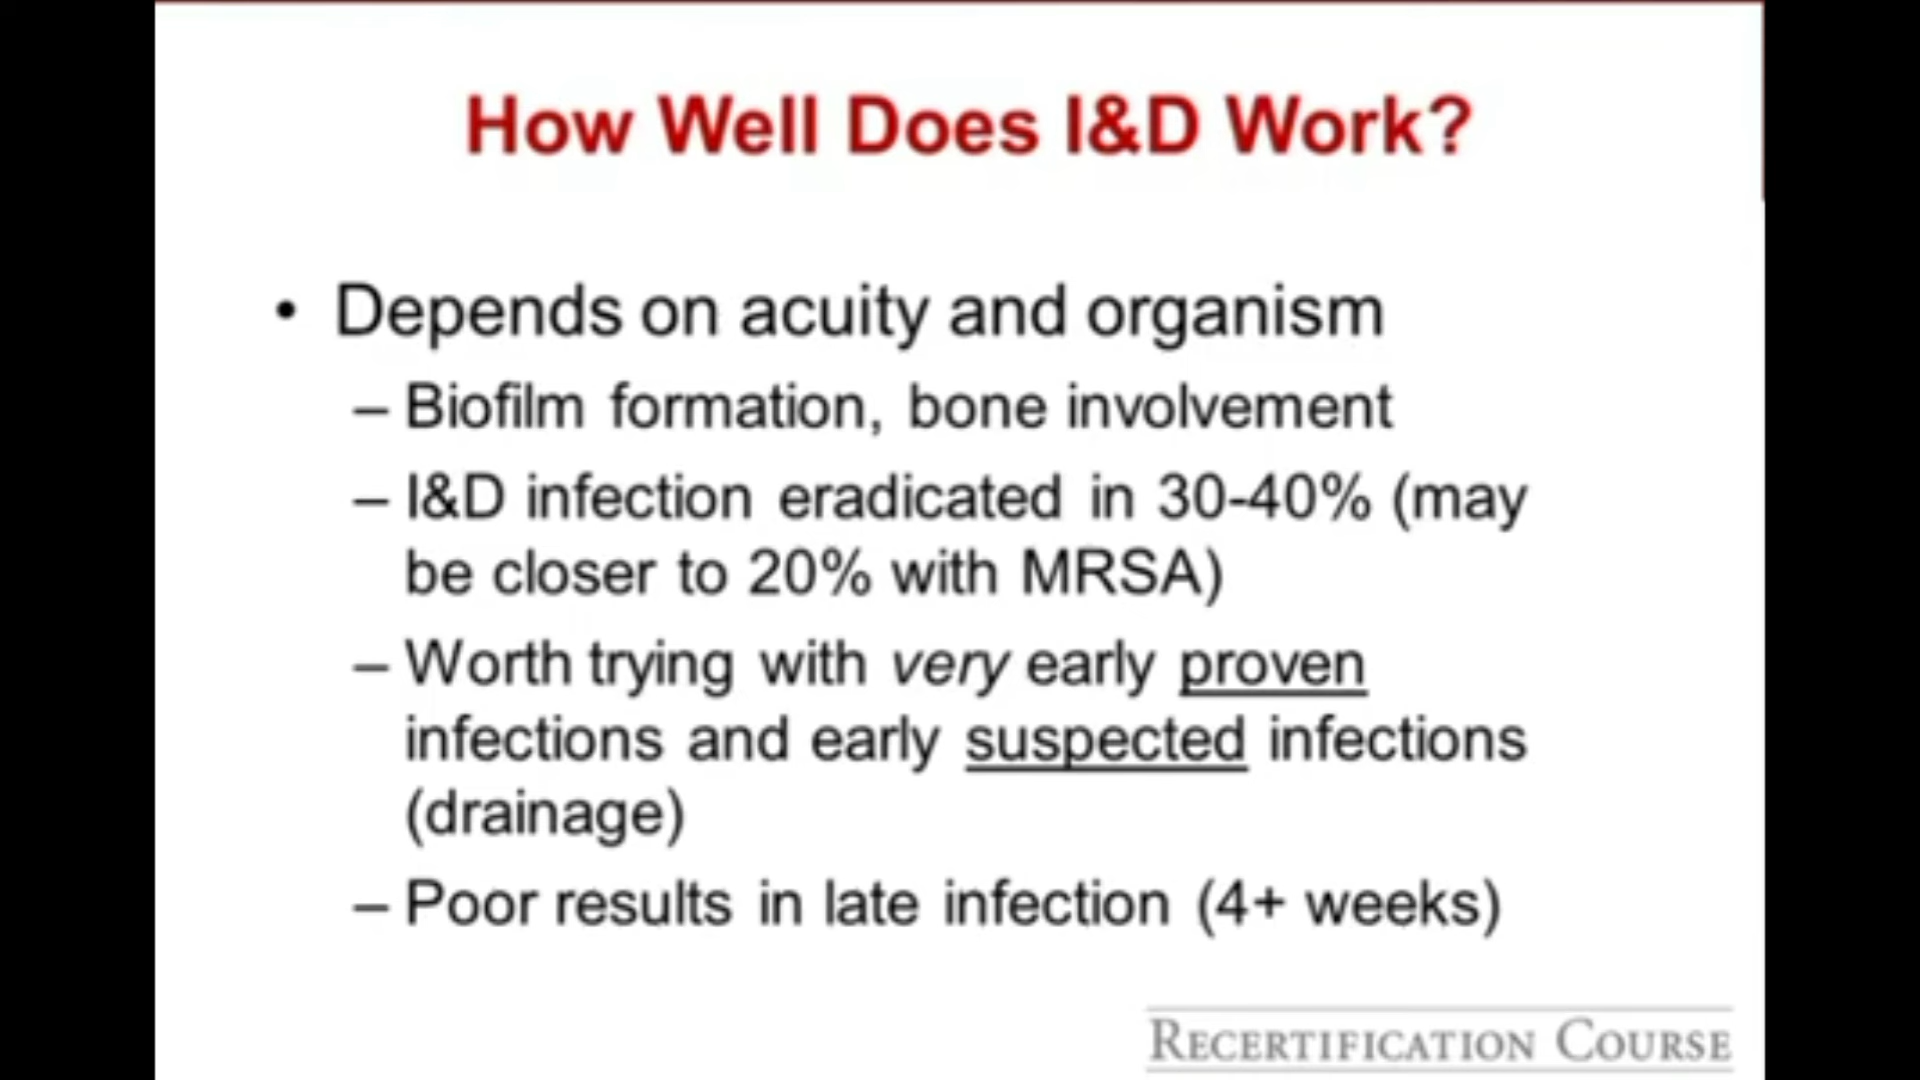 How Well Does I&D Work?
• Depends on acuity and organism
– Biofilm formation, bone involvement
– I&D infection eradicated in 30-40% (may
be closer to 20% with MRSA)
– Worth trying with very early proven
infections and early suspected infections
(drainage)
– Poor results in late infection (4+ weeks)
RECERTIFICATION COURSE